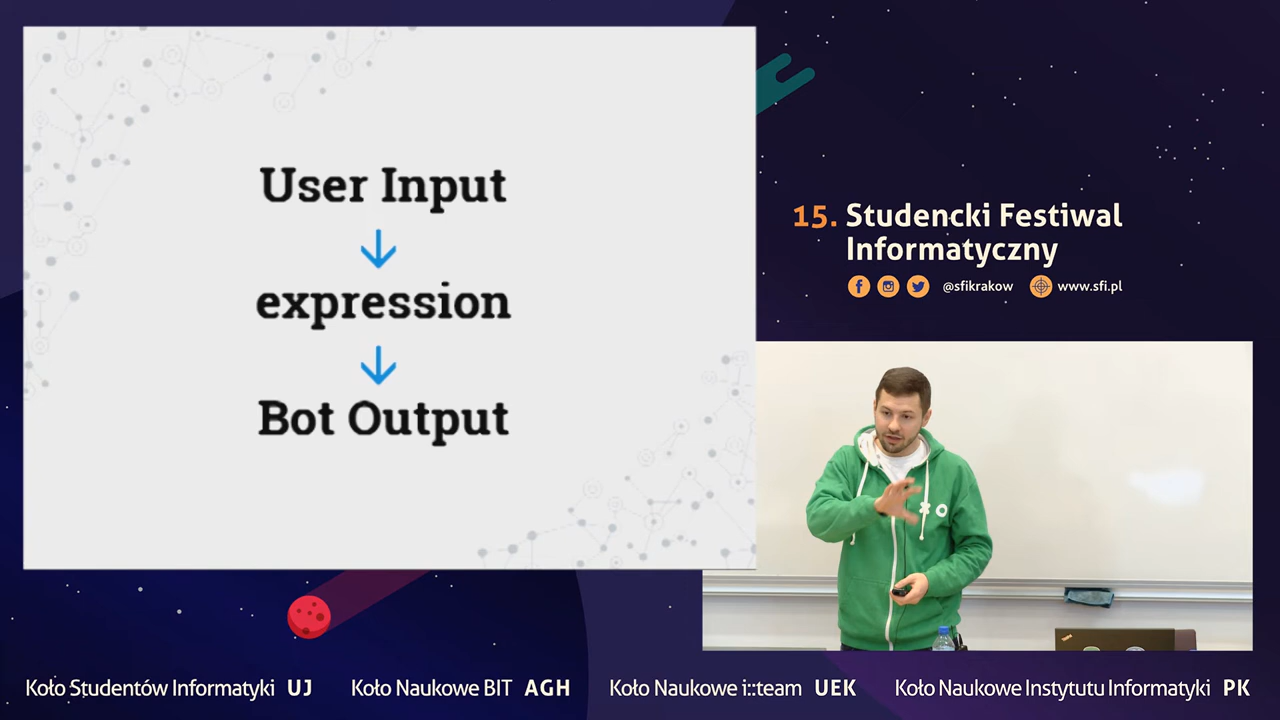 User Input
expression
Bot Output
15. Studencki Festiwal
Informatyczny
@sfikrakow www.sfi.pl
Koło Studentów Informatyki UJ
Koło Naukowe BIT AGH
Koło Naukowe i::team UEK
Koło Naukowe Instytutu Informatyki PK